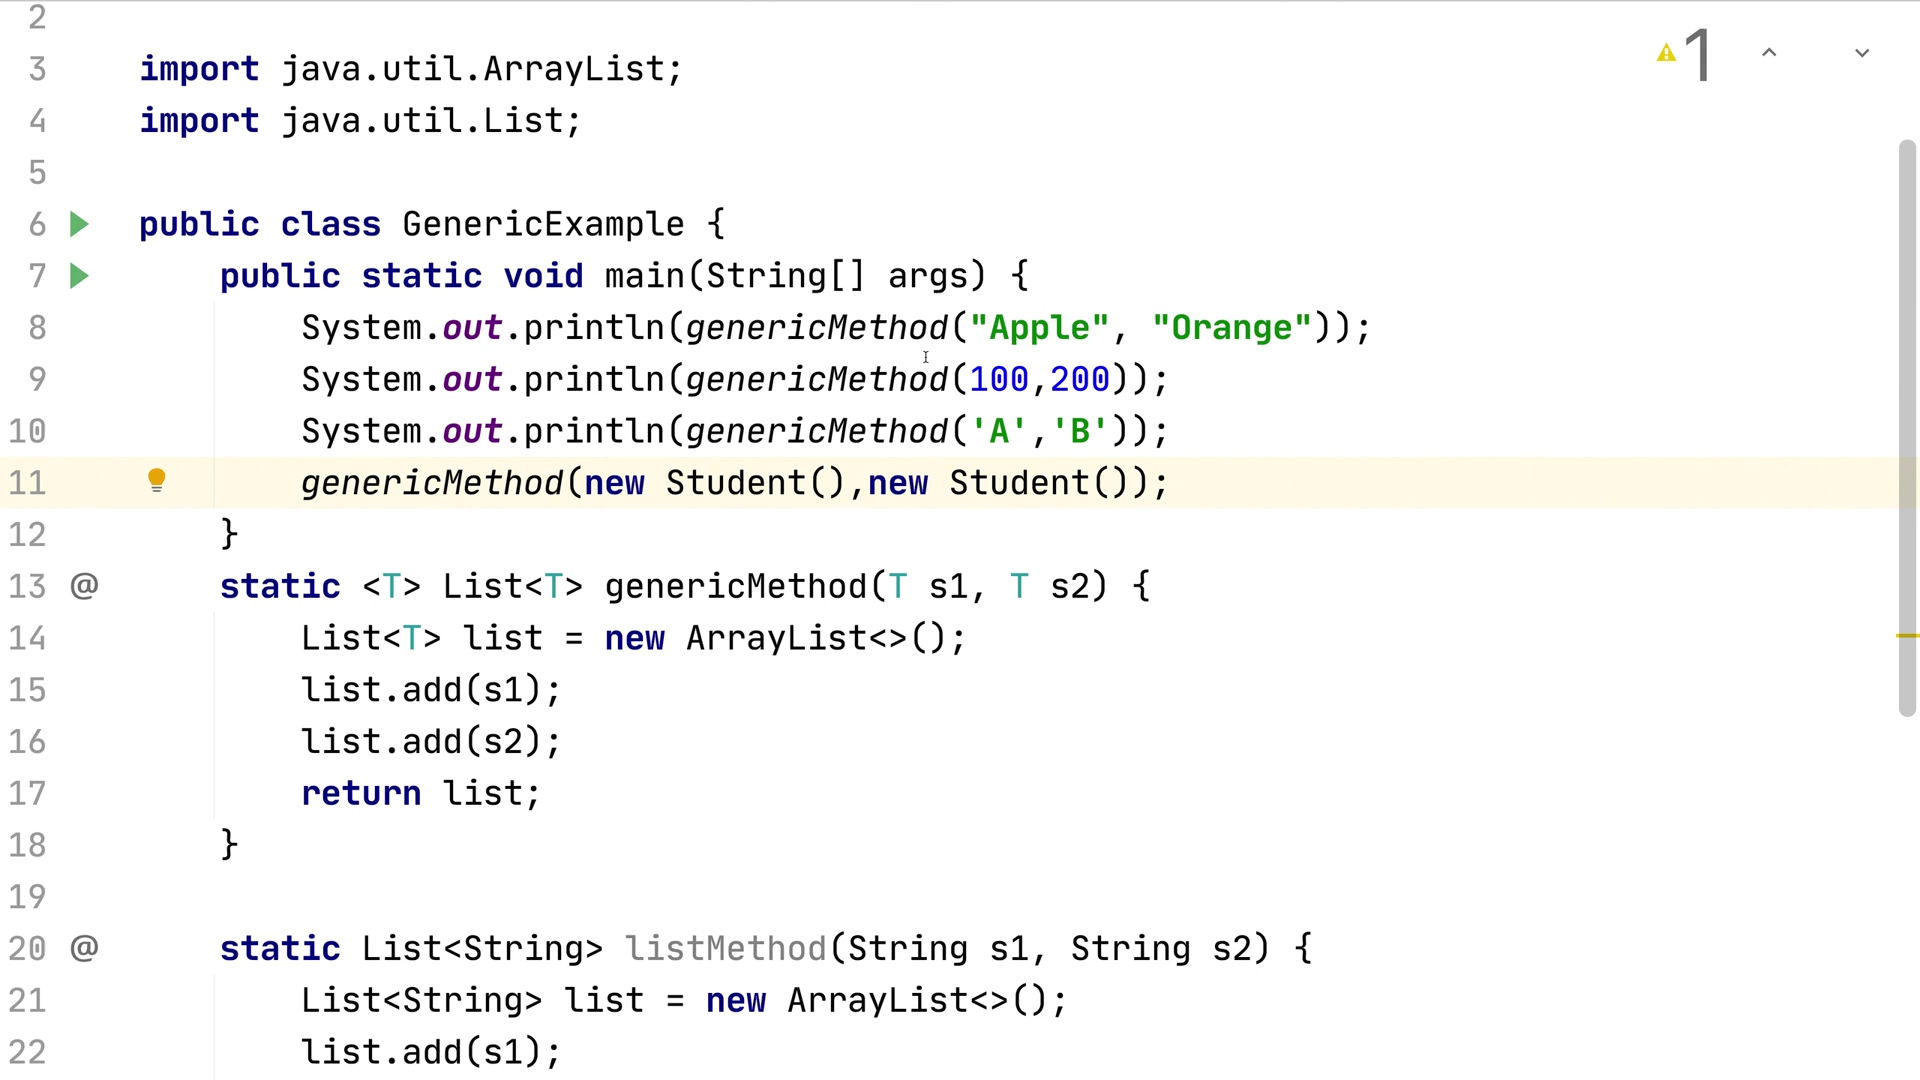 2
3 import java.util.ArrayList;
4 import java.util.List;
5
6 public class GenericExample {
7 public static void main(String[] args) {
8 System.out.println(genericMethod("Apple", "Orange"));
9 System.out.println(genericMethod(100,200));
10 System.out.println(genericMethod('A','B'));
11 genericMethod(new Student(),new Student());
12 }
13 @ static <T> List<T> genericMethod(T s1, T s2) {
14 List<T> list = new ArrayList<>();
15 list.add(s1);
16 list.add(s2);
17 return list;
18 }
19
20 @ static List<String> listMethod(String s1, String s2) {
21 List<String> list = new ArrayList<>();
22 list.add(s1);
1